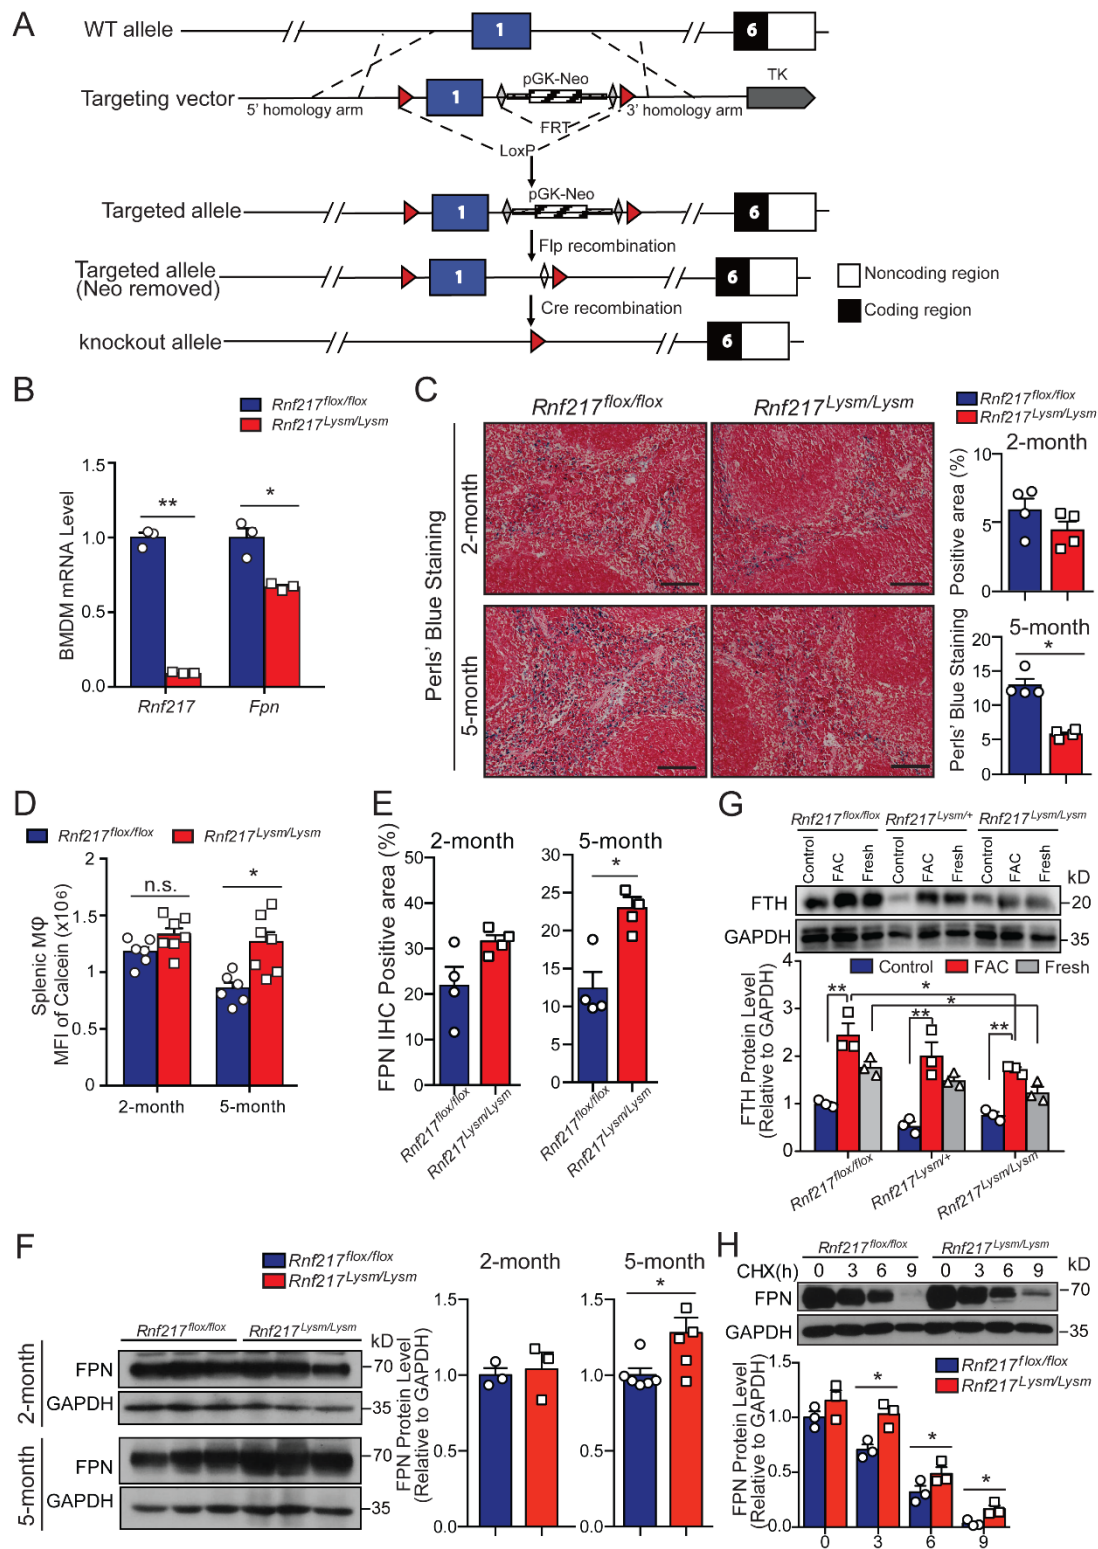 A
WT allele
1
6
Targeting vector
1
pGK-Neo
TK
5' homology arm
3' homology arm
FRT
LoxP
Targeted allele
1
pGK-Neo
6
Flp recombination
Targeted allele
(Neo removed)
1
6
Noncoding region
Cre recombination
Coding region
knockout allele
6
B
Rnf217flox/flox
Rnf217Lysm/Lysm
BMDM mRNA Level
1.5
1.0
0.5
0.0
**
*
Rnf217
Fpn
C
Rnf217flox/flox
Rnf217Lysm/Lysm
Perls' Blue Staining
2-month
5-month
Rnf217flox/flox
Rnf217Lysm/Lysm
2-month
Positive area (%)
10
5
0
5-month
Perls' Blue Staining
20
15
10
5
0
*
D
Rnf217flox/flox
Rnf217Lysm/Lysm
Splenic Mφ
MFI of Calcein (x106)
2
1.5
1
0.5
0
n.s.
*
2-month
5-month
E
FPN IHC Positive area (%)
2-month
50
40
30
20
10
0
5-month
30
25
20
15
10
5
0
*
Rnf217flox/flox
Rnf217Lysm/Lysm
Rnf217flox/flox
Rnf217Lysm/Lysm
G
Rnf217flox/flox
Rnf217Lysm/+
Rnf217Lysm/Lysm
Control
FAC
Fresh
Control
FAC
Fresh
Control
FAC
Fresh
kD
FTH
20
GAPDH
35
Control
FAC
Fresh
FTH Protein Level
(Relative to GAPDH)
4
3
2
1
0
**
*
*
**
**
Rnf217flox/flox
Rnf217Lysm/+
Rnf217Lysm/Lysm
F
Rnf217flox/flox
Rnf217Lysm/Lysm
Rnf217flox/flox
Rnf217Lysm/Lysm
kD
2-month
FPN
70
GAPDH
35
5-month
FPN
70
GAPDH
35
FPN Protein Level
(Relative to GAPDH)
2-month
1.5
1.0
0.5
0.0
5-month
1.5
1.0
0.5
0.0
*
H
Rnf217flox/flox
Rnf217Lysm/Lysm
CHX(h)
0 3 6 9 0 3 6 9
kD
FPN
70
GAPDH
35
Rnf217flox/flox
Rnf217Lysm/Lysm
FPN Protein Level
(Relative to GAPDH)
1.5
1.0
0.5
0.0
*
*
*
0 3 6 9